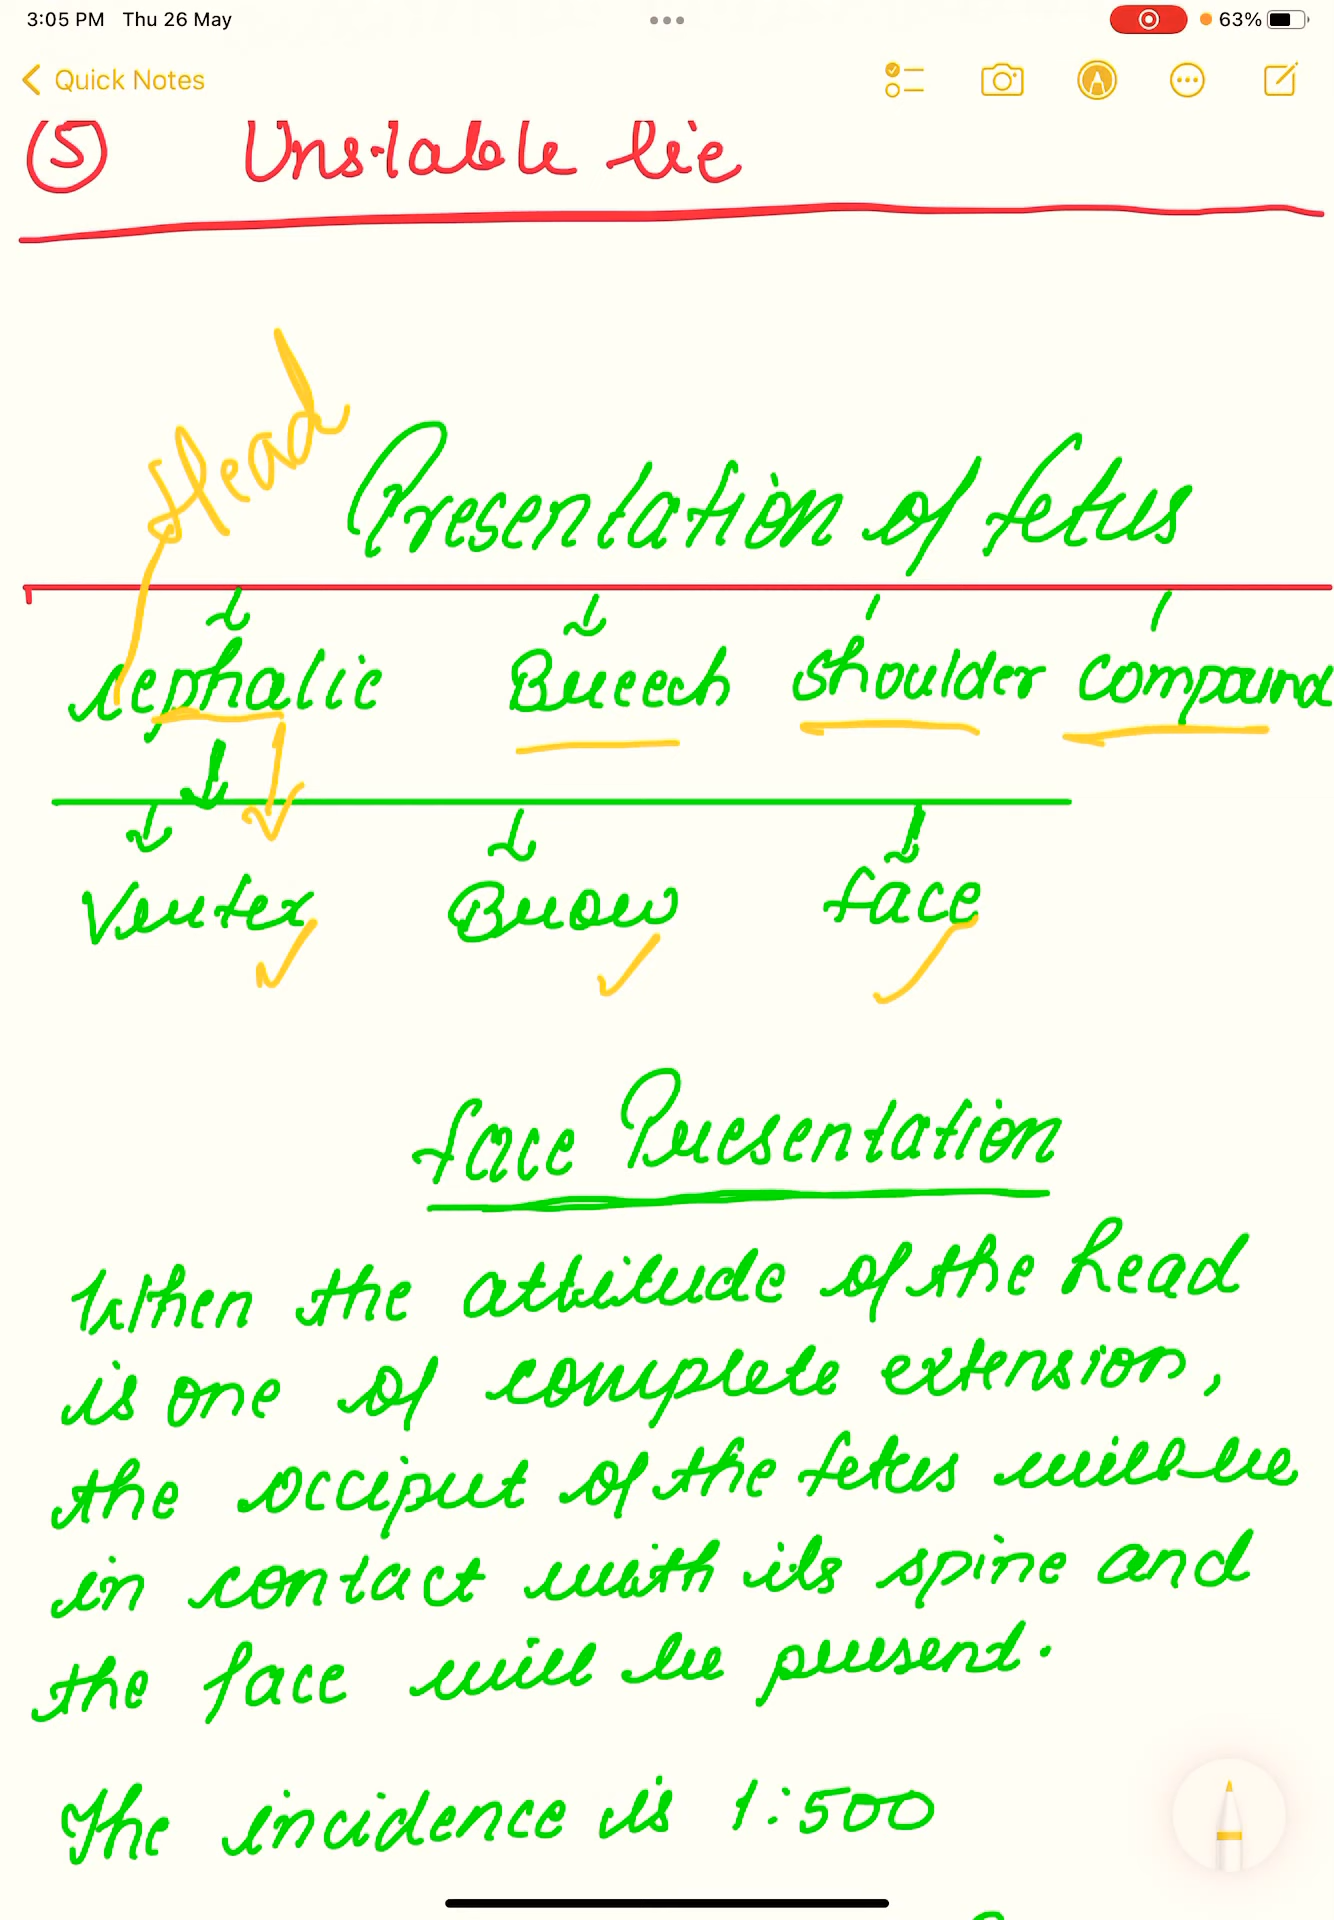 3:05 PM Thu 26 May
63%
Quick Notes
5 Unstable lie
Head
Presentation of fetus
cephalic Breech shoulder compound
Vertex Brow face
face Presentation
When the attitude of the head
is one of complete extension,
the occiput of the fetus will be
in contact with its spine and
the face will be present.
The incidence is 1:500